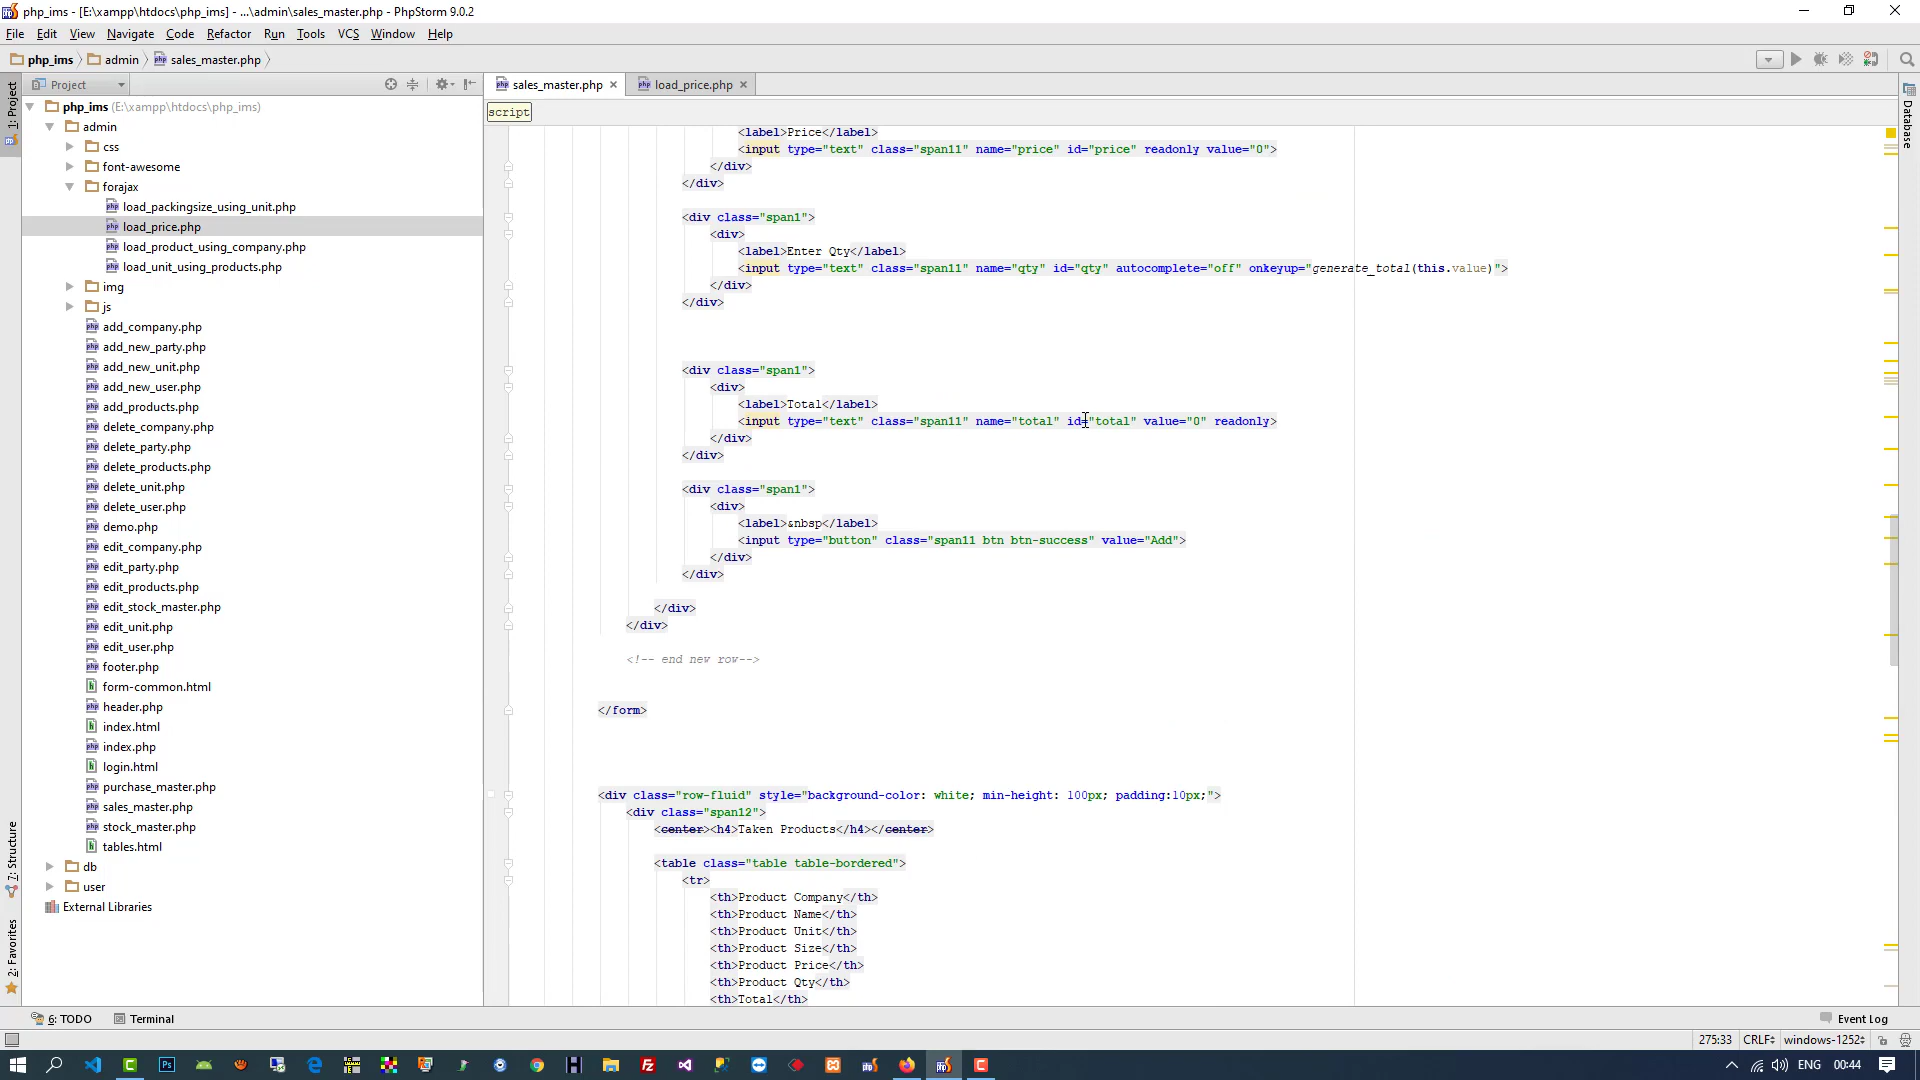 php_ims - [E:\xampp\htdocs\php_ims] - ...\admin\sales_master.php - PhpStorm 9.0.2
File Edit View Navigate Code Refactor Run Tools VCS Window Help
php_ims admin sales_master.php
Project
sales_master.php load_price.php
script
1: Project
7: Structure
2: Favorites
Database
php_ims (E:\xampp\htdocs\php_ims)
admin
css
font-awesome
forajax
load_packingsize_using_unit.php
load_price.php
load_product_using_company.php
load_unit_using_products.php
img
js
add_company.php
add_new_party.php
add_new_unit.php
add_new_user.php
add_products.php
delete_company.php
delete_party.php
delete_products.php
delete_unit.php
delete_user.php
demo.php
edit_company.php
edit_party.php
edit_products.php
edit_stock_master.php
edit_unit.php
edit_user.php
footer.php
form-common.html
header.php
index.html
index.php
login.html
purchase_master.php
sales_master.php
stock_master.php
tables.html
db
user
External Libraries
<label>Price</label>
<input type="text" class="span11" name="price" id="price" readonly value="0">
</div>
</div>
<div class="span1">
<div>
<label>Enter Qty</label>
<input type="text" class="span11" name="qty" id="qty" autocomplete="off" onkeyup="generate_total(this.value)">
</div>
</div>
<div class="span1">
<div>
<label>Total</label>
<input type="text" class="span11" name="total" id="total" value="0" readonly>
</div>
</div>
<div class="span1">
<div>
<label>&nbsp</label>
<input type="button" class="span11 btn btn-success" value="Add">
</div>
</div>
</div>
</div>
<!-- end new row-->
</form>
<div class="row-fluid" style="background-color: white; min-height: 100px; padding:10px;">
<div class="span12">
<center><h4>Taken Products</h4></center>
<table class="table table-bordered">
<tr>
<th>Product Company</th>
<th>Product Name</th>
<th>Product Unit</th>
<th>Product Size</th>
<th>Product Price</th>
<th>Product Qty</th>
<th>Total</th>
6: TODO Terminal Event Log
275:33 CRLF windows-1252
ENG 00:44